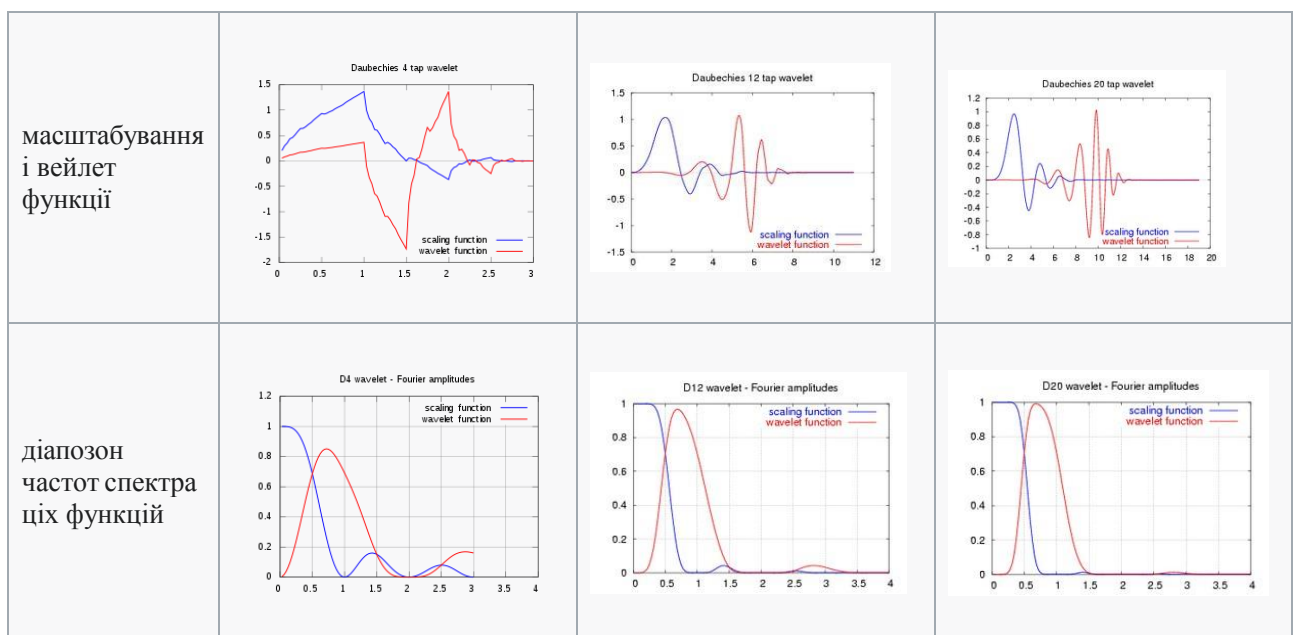 масштабування
і вейлет
функції
Daubechies 4 tap wavelet
1.5
1
0.5
0
-0.5
-1
-1.5
-2
scaling function
wavelet function
0 0.5 1 1.5 2 2.5 3
Daubechies 12 tap wavelet
1.5
1
0.5
0
-0.5
-1
-1.5
scaling function
wavelet function
0 2 4 6 8 10 12
Daubechies 20 tap wavelet
1.2
1
0.8
0.6
0.4
0.2
0
-0.2
-0.4
-0.6
-0.8
-1
scaling function
wavelet function
0 2 4 6 8 10 12 14 16 18 20
діапозон
частот спектра
ціх функцій
D4 wavelet - Fourier amplitudes
1.2
1
0.8
0.6
0.4
0.2
0
scaling function
wavelet function
0 0.5 1 1.5 2 2.5 3 3.5 4
D12 wavelet - Fourier amplitudes
1
0.8
0.6
0.4
0.2
0
scaling function
wavelet function
0 0.5 1 1.5 2 2.5 3 3.5 4
D20 wavelet - Fourier amplitudes
1
0.8
0.6
0.4
0.2
0
scaling function
wavelet function
0 0.5 1 1.5 2 2.5 3 3.5 4